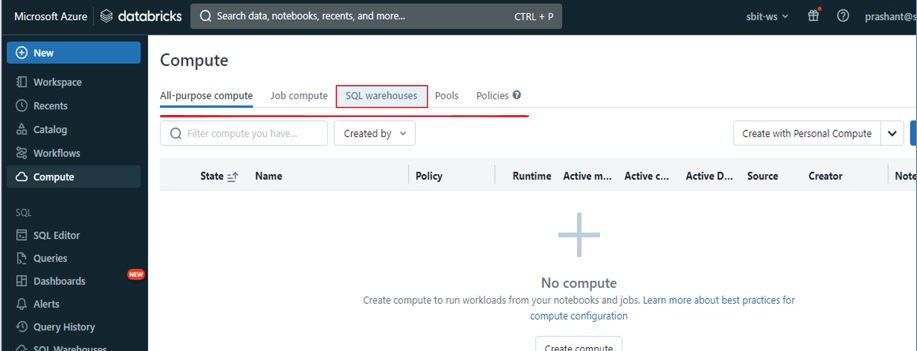 Microsoft Azure databricks Search data, notebooks, recents, and more... CTRL + P sbit-ws prashant@s
New
Workspace
Recents
Catalog
Workflows
Compute
SQL
SQL Editor
Queries
Dashboards NEW
Alerts
Query History
SQL Warehouses
Compute
All-purpose compute Job compute SQL warehouses Pools Policies
Filter compute you have... Created by Create with Personal Compute
State Name Policy Runtime Active m... Active c... Active D... Source Creator Note
No compute
Create compute to run workloads from your notebooks and jobs. Learn more about best practices for
compute configuration
Create compute